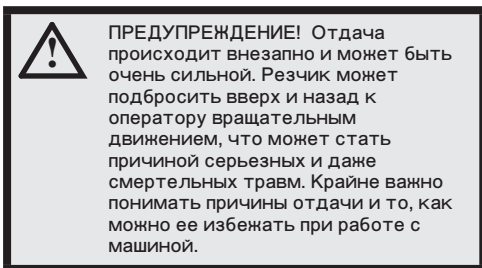 ПРЕДУПРЕЖДЕНИЕ! Отдача
происходит внезапно и может быть
очень сильной. Резчик может
подбросить вверх и назад к
оператору вращательным
движением, что может стать
причиной серьезных и даже
смертельных травм. Крайне важно
понимать причины отдачи и то, как
можно ее избежать при работе с
машиной.